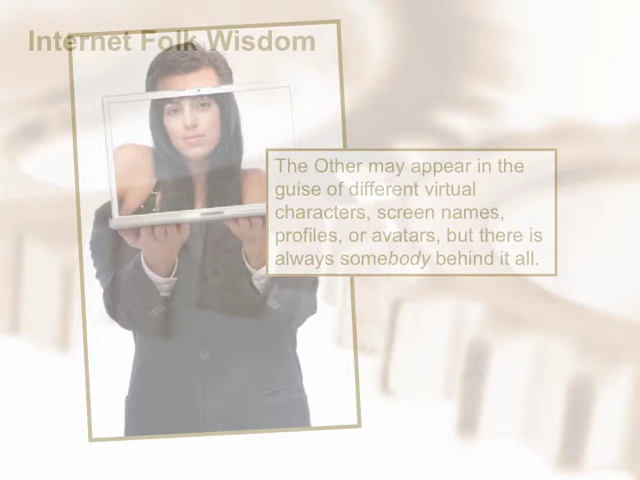 Internet Folk Wisdom
The Other may appear in the
guise of different virtual
characters, screen names,
profiles, or avatars, but there is
always somebody behind it all.